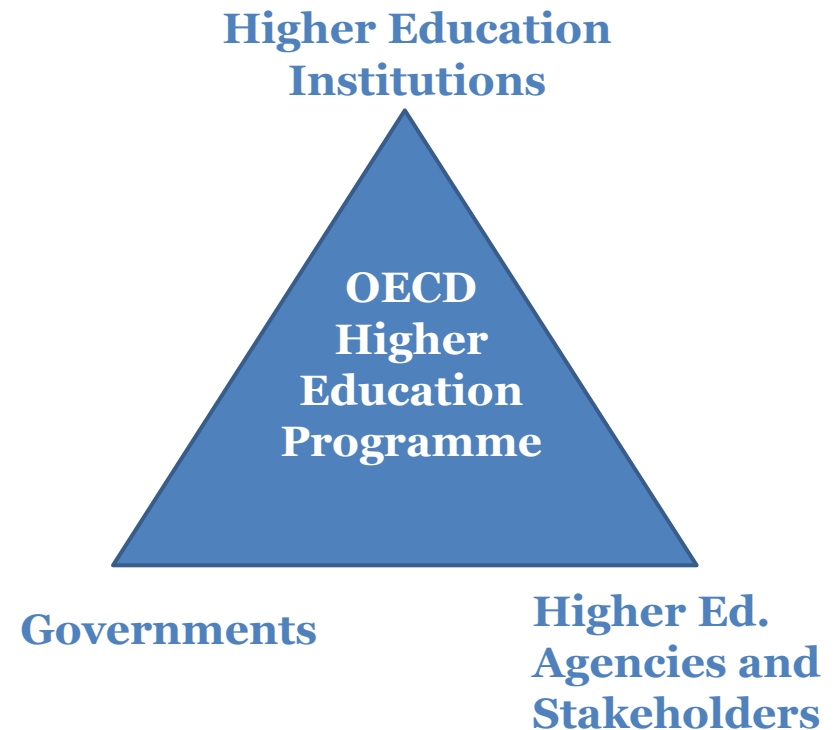 Higher Education
Institutions
OECD
Higher
Education
Programme
Governments
Higher Ed.
Agencies and
Stakeholders